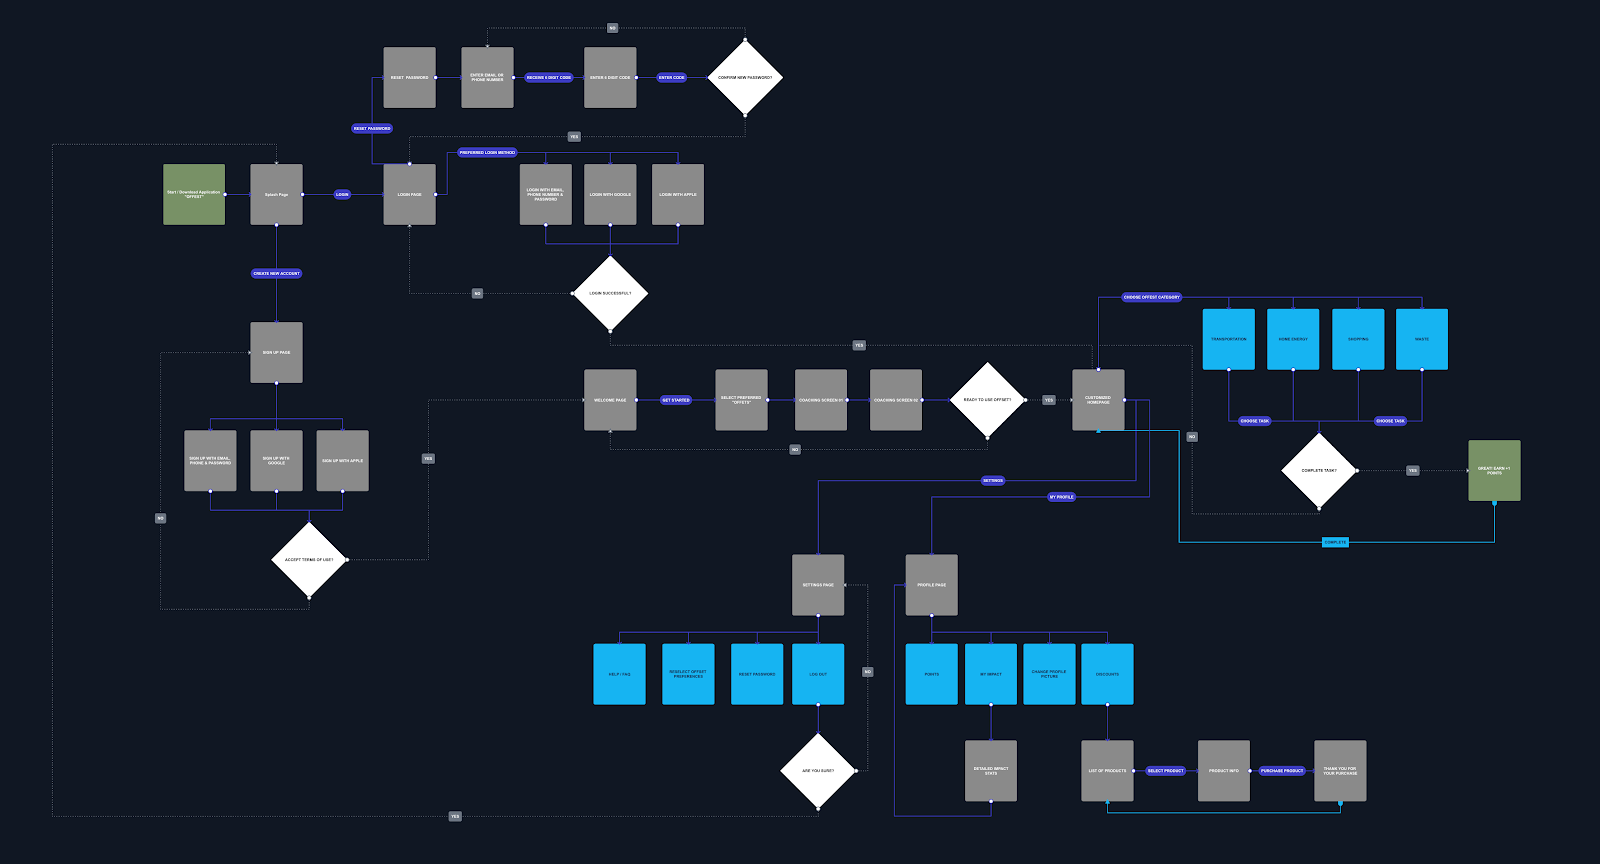 NO
RESET PASSWORD
ENTER EMAIL OR
PHONE NUMBER
RECEIVE 6 DIGIT CODE
ENTER 6 DIGIT CODE
ENTER CODE
CONFIRM NEW PASSWORD?
RESET PASSWORD
YES
PREFERRED LOGIN METHOD
Start / Download Application
"OFFEST"
Splash Page
LOGIN
LOGIN PAGE
LOGIN WITH EMAIL,
PHONE NUMBER &
PASSWORD
LOGIN WITH GOOGLE
LOGIN WITH APPLE
CREATE NEW ACCOUNT
NO
LOGIN SUCCESSFUL?
CHOOSE OFFEST CATEGORY
TRANSPORTATION
HOME ENERGY
SHOPPING
WASTE
YES
SIGN UP PAGE
WELCOME PAGE
GET STARTED
SELECT PREFERRED
"OFFETS"
COACHING SCREEN 01
COACHING SCREEN 02
READY TO USE OFFSET?
YES
CUSTOMIZED
HOMEPAGE
CHOOSE TASK
CHOOSE TASK
NO
NO
SIGN UP WITH EMAIL,
PHONE & PASSWORD
SIGN UP WITH
GOOGLE
SIGN UP WITH APPLE
YES
COMPLETE TASK?
YES
GREAT! EARN +1
POINTS
SETTINGS
MY PROFILE
NO
COMPLETE
ACCEPT TERMS OF USE?
SETTINGS PAGE
PROFILE PAGE
HELP / FAQ
RESELECT OFFSET
PREFERENCES
RESET PASSWORD
LOG OUT
NO
POINTS
MY IMPACT
CHANGE PROFILE
PICTURE
DISCOUNTS
ARE YOU SURE?
DETAILED IMPACT
STATS
LIST OF PRODUCTS
SELECT PRODUCT
PRODUCT INFO
PURCHASE PRODUCT
THANK YOU FOR
YOUR PURCHASE
YES